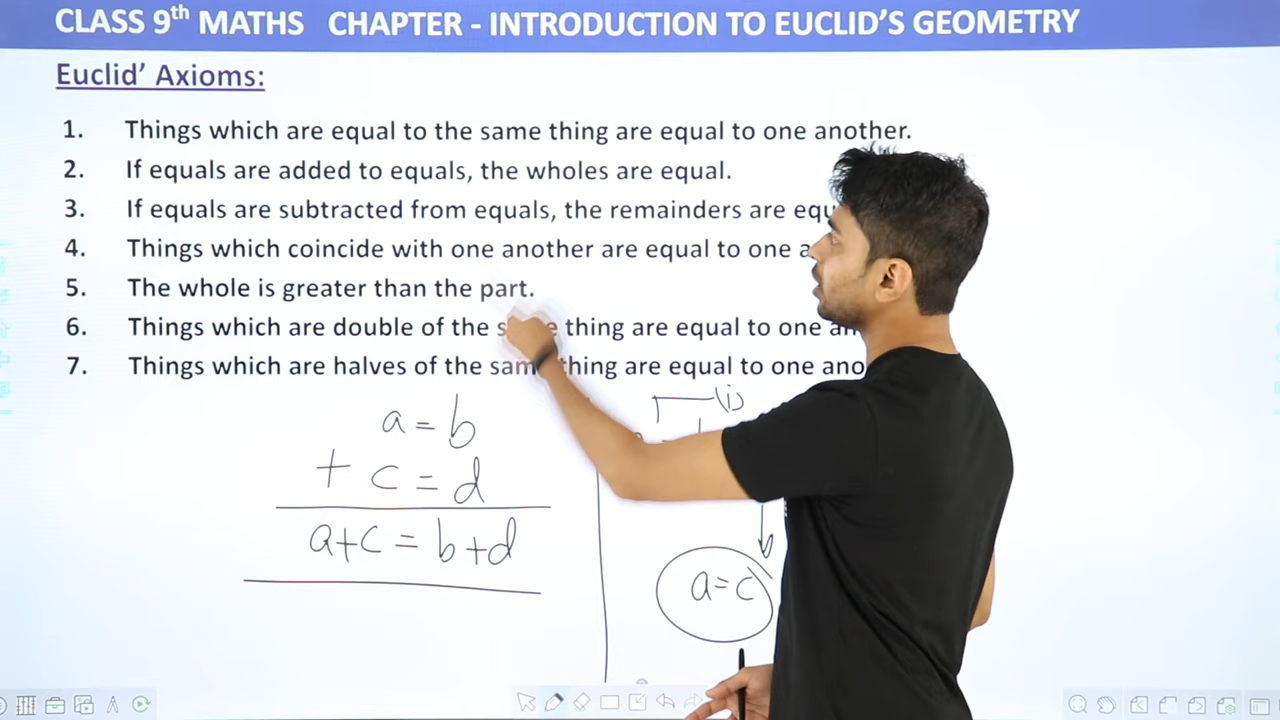 CLASS 9th MATHS CHAPTER - INTRODUCTION TO EUCLID'S GEOMETRY
Euclid' Axioms:
1. Things which are equal to the same thing are equal to one another.
2. If equals are added to equals, the wholes are equal.
3. If equals are subtracted from equals, the remainders are equ
4. Things which coincide with one another are equal to one a
5. The whole is greater than the part.
6. Things which are double of the s e thing are equal to one an
7. Things which are halves of the sam thing are equal to one ano
a = b
+ c = d
a+c = b+d
a=c